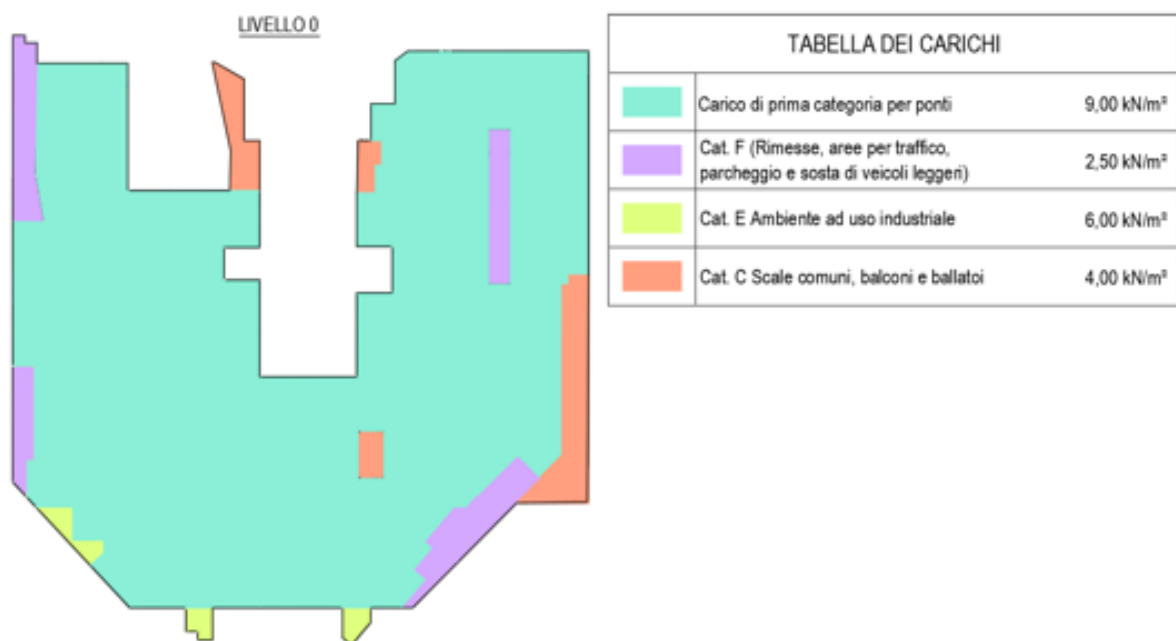 LIVELLO 0
TABELLA DEI CARICHI
Carico di prima categoria per ponti 9,00 kN/m²
Cat. F (Rimesse, aree per traffico,
parcheggio e sosta di veicoli leggeri) 2,50 kN/m²
Cat. E Ambiente ad uso industriale 6,00 kN/m²
Cat. C Scale comuni, balconi e ballatoi 4,00 kN/m²